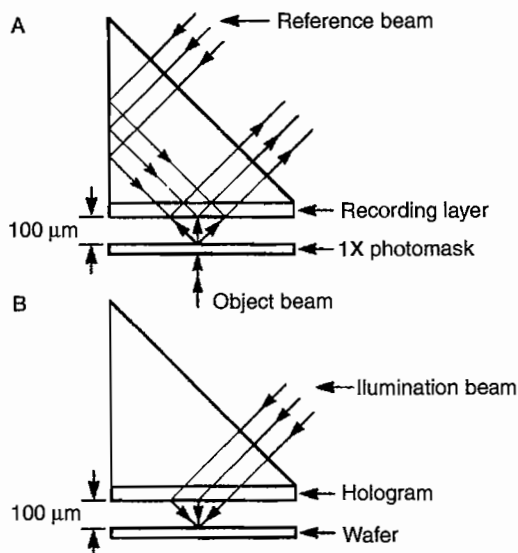 A
Reference beam
Recording layer
100 μm
1X photomask
Object beam
B
Ilumination beam
100 μm
Hologram
Wafer